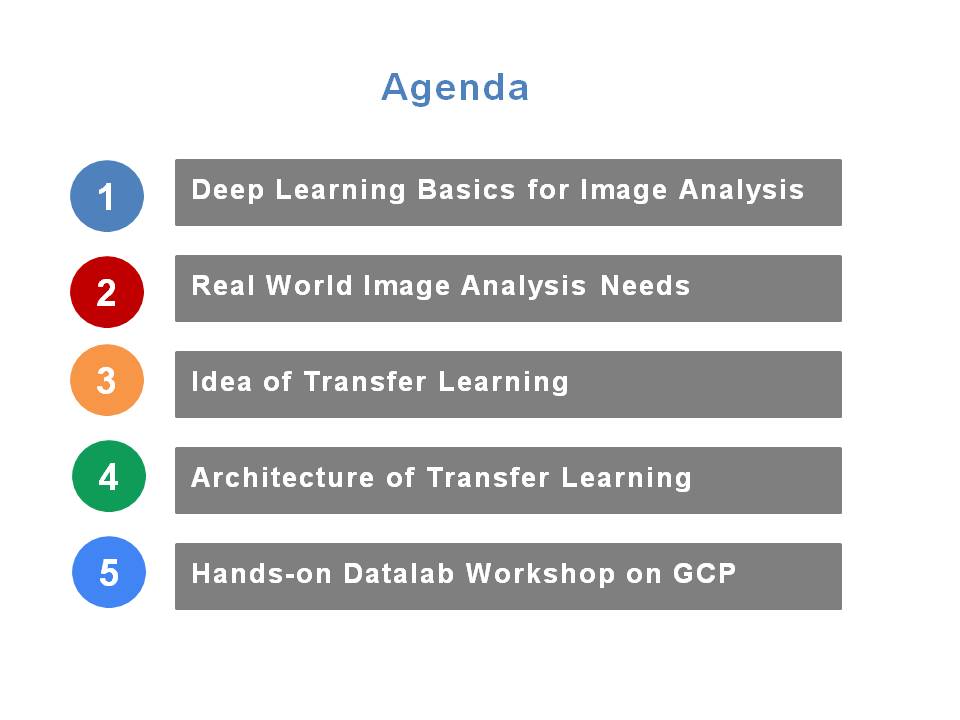 Agenda
1 Deep Learning Basics for Image Analysis
2 Real World Image Analysis Needs
3 Idea of Transfer Learning
4 Architecture of Transfer Learning
5 Hands-on Datalab Workshop on GCP